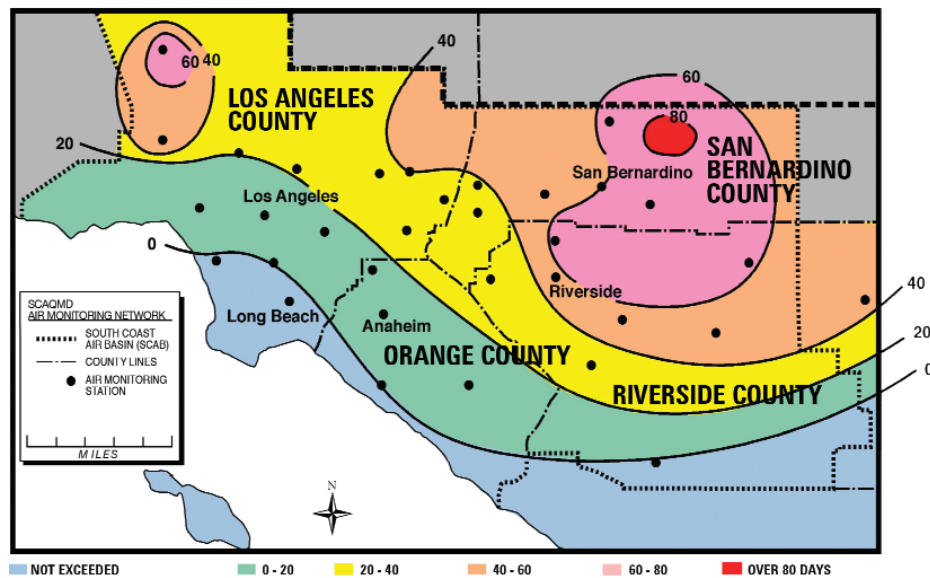 40
60
60 40
LOS ANGELES
COUNTY
80
SAN
BERNARDINO
COUNTY
20
San Bernardino
Los Angeles
0
Riverside
40
SCAQMD
AIR MONITORING NETWORK
SOUTH COAST
AIR BASIN (SCAB)
COUNTY LINES
AIR MONITORING
STATION
MILES
Long Beach
Anaheim
ORANGE COUNTY
20
0
RIVERSIDE COUNTY
N
NOT EXCEEDED
0 - 20
20 - 40
40 - 60
60 - 80
OVER 80 DAYS